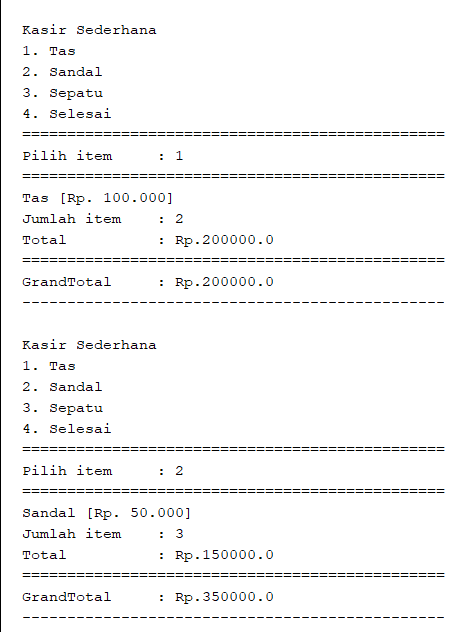 Kasir Sederhana
1. Tas
2. Sandal
3. Sepatu
4. Selesai
===============================================
Pilih item     : 1
===============================================
Tas [Rp. 100.000]
Jumlah item    : 2
Total          : Rp.200000.0
===============================================
GrandTotal     : Rp.200000.0
-----------------------------------------------
Kasir Sederhana
1. Tas
2. Sandal
3. Sepatu
4. Selesai
===============================================
Pilih item     : 2
===============================================
Sandal [Rp. 50.000]
Jumlah item    : 3
Total          : Rp.150000.0
===============================================
GrandTotal     : Rp.350000.0
-----------------------------------------------